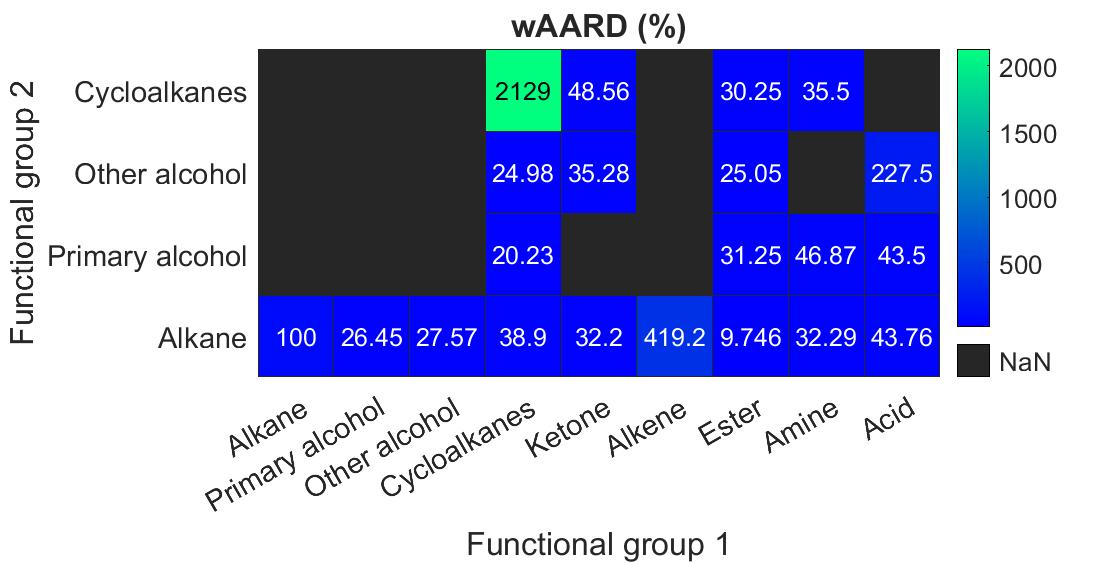 wAARD (%)
Functional group 2
Cycloalkanes 2129 48.56 30.25 35.5
Other alcohol 24.98 35.28 25.05 227.5
Primary alcohol 20.23 31.25 46.87 43.5
Alkane 100 26.45 27.57 38.9 32.2 419.2 9.746 32.29 43.76
2000
1500
1000
500
NaN
Alkane
Primary alcohol
Other alcohol
Cycloalkanes
Ketone
Alkene
Ester
Amine
Acid
Functional group 1